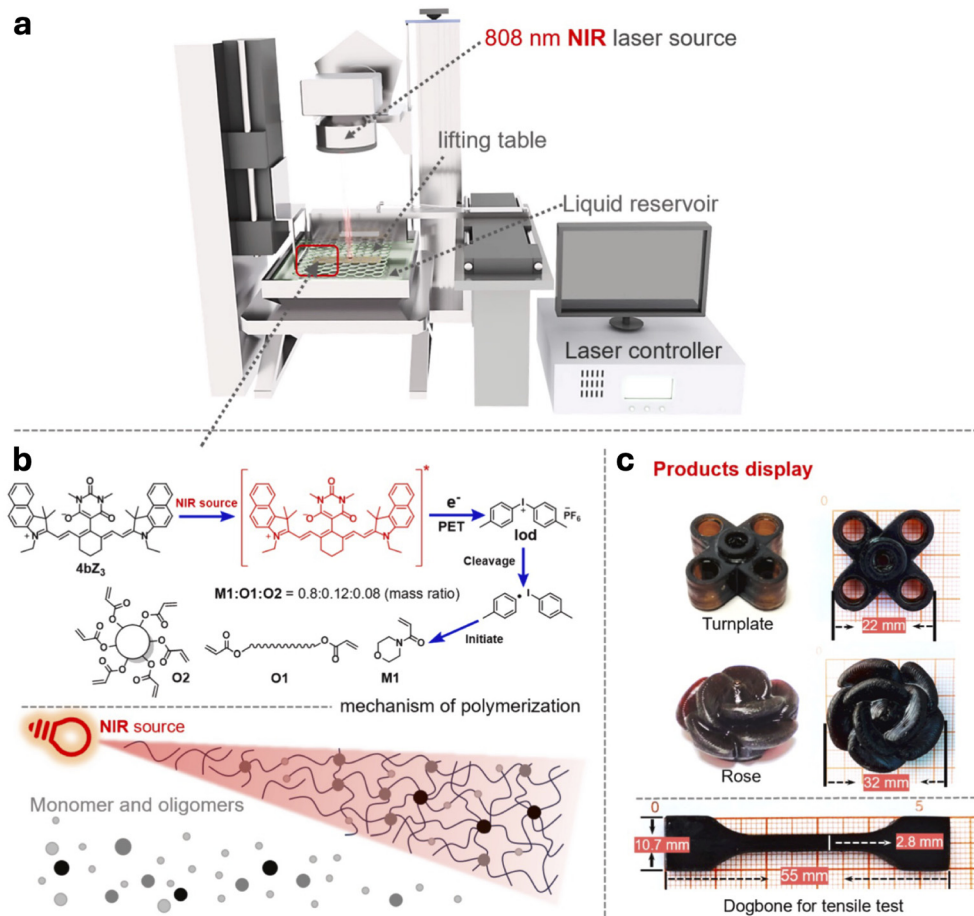 a
808 nm NIR laser source
lifting table
Liquid reservoir
Laser controller
b
NIR source
*
e-
PET
N
O
N
O
O
N+
N
4bZ₃
N
O
N
O
O
N+
N
I+
PF₆-
Iod
Cleavage
I
Initiate
M1:O1:O2 = 0.8:0.12:0.08 (mass ratio)
O2
O1
M1
mechanism of polymerization
NIR source
Monomer and oligomers
c
Products display
0
Turnplate
22 mm
0
Rose
32 mm
0
5
10.7 mm
2.8 mm
55 mm
Dogbone for tensile test